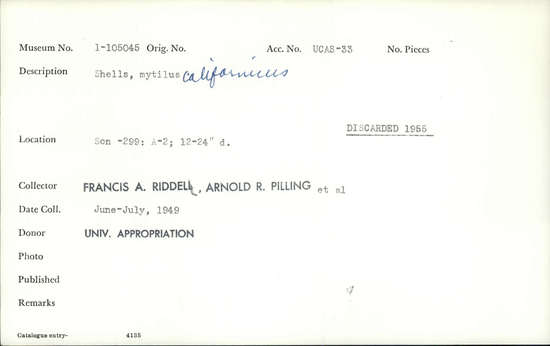 Museum No. 1-105045 Orig. No. Acc. No. UCAS-33 No. Pieces
Description Shells, mytilus californicus
DISCARDED 1955
Location Son -299: A-2; 12-24" d.
Collector FRANCIS A. RIDDELL, ARNOLD R. PILLING et al
Date Coll. June-July, 1949
Donor UNIV. APPROPRIATION
Photo
Published
Remarks
Catalogue entry- 4185